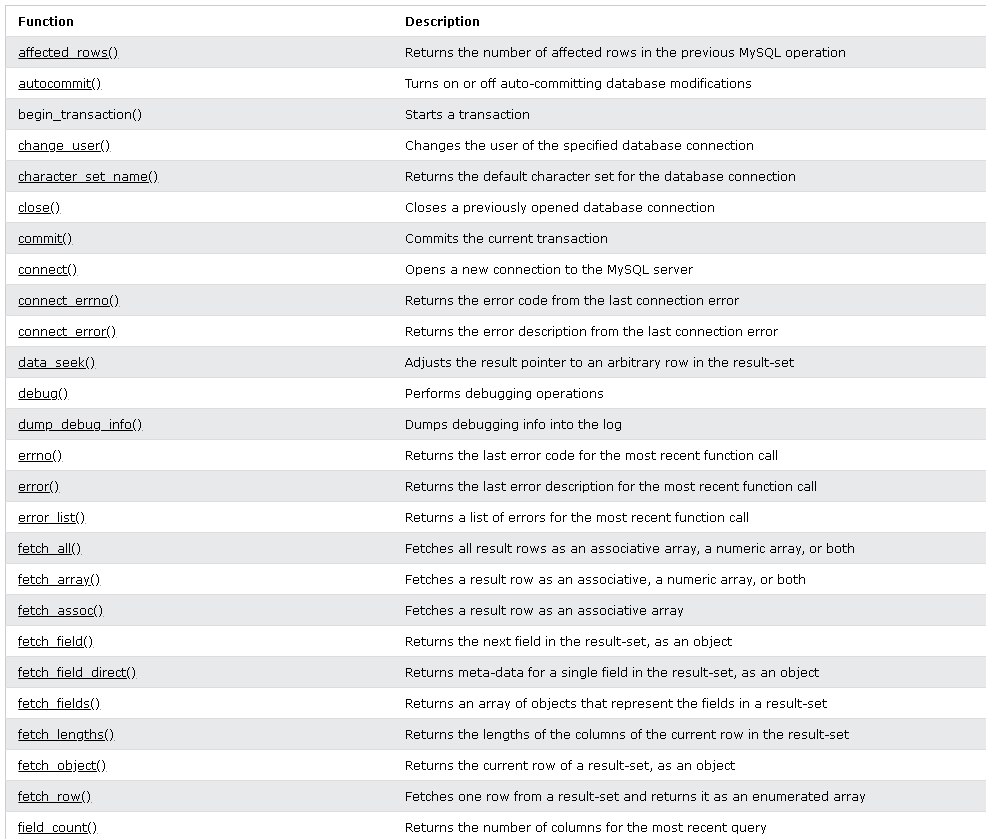 Function Description
affected_rows() Returns the number of affected rows in the previous MySQL operation
autocommit() Turns on or off auto-committing database modifications
begin_transaction() Starts a transaction
change_user() Changes the user of the specified database connection
character_set_name() Returns the default character set for the database connection
close() Closes a previously opened database connection
commit() Commits the current transaction
connect() Opens a new connection to the MySQL server
connect_errno() Returns the error code from the last connection error
connect_error() Returns the error description from the last connection error
data_seek() Adjusts the result pointer to an arbitrary row in the result-set
debug() Performs debugging operations
dump_debug_info() Dumps debugging info into the log
errno() Returns the last error code for the most recent function call
error() Returns the last error description for the most recent function call
error_list() Returns a list of errors for the most recent function call
fetch_all() Fetches all result rows as an associative array, a numeric array, or both
fetch_array() Fetches a result row as an associative, a numeric array, or both
fetch_assoc() Fetches a result row as an associative array
fetch_field() Returns the next field in the result-set, as an object
fetch_field_direct() Returns meta-data for a single field in the result-set, as an object
fetch_fields() Returns an array of objects that represent the fields in a result-set
fetch_lengths() Returns the lengths of the columns of the current row in the result-set
fetch_object() Returns the current row of a result-set, as an object
fetch_row() Fetches one row from a result-set and returns it as an enumerated array
field_count() Returns the number of columns for the most recent query